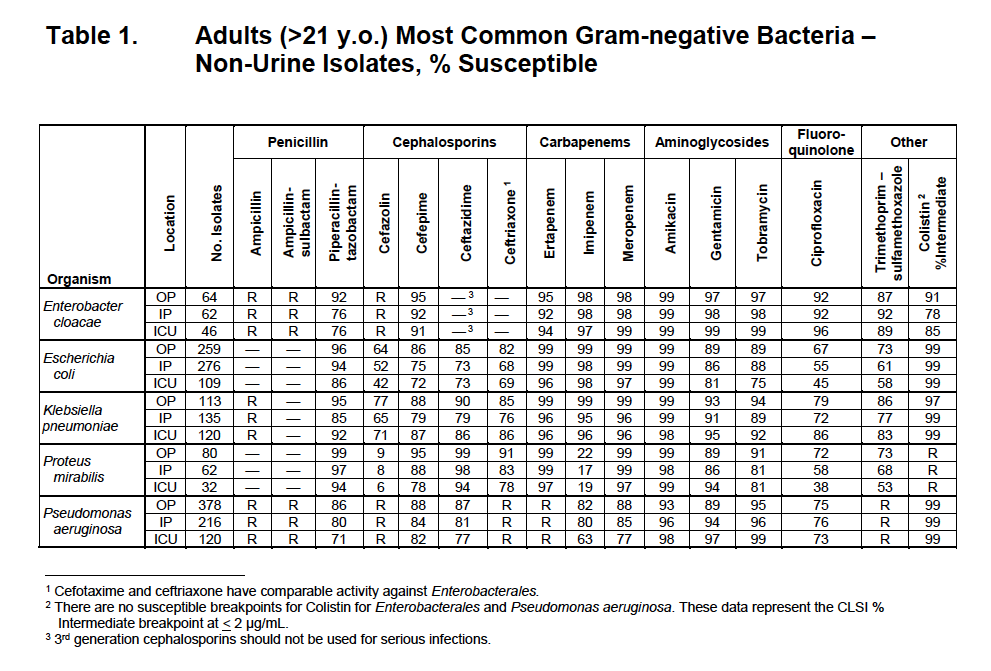 Table 1. Adults (>21 y.o.) Most Common Gram-negative Bacteria –
Non-Urine Isolates, % Susceptible
Organism
Location
No. Isolates
Penicillin
Cephalosporins
Carbapenems
Aminoglycosides
Fluoro-
quinolone
Other
Ampicillin
Ampicillin-
sulbactam
Piperacillin-
tazobactam
Cefazolin
Cefepime
Ceftazidime
Ceftriaxone 1
Ertapenem
Imipenem
Meropenem
Amikacin
Gentamicin
Tobramycin
Ciprofloxacin
Trimethoprim –
sulfamethoxazole
Colistin 2
%Intermediate
Enterobacter
cloacae
OP 64 R R 92 R 95 — 3 — 95 98 98 99 97 97 92 87 91
IP 62 R R 76 R 92 — 3 — 92 98 98 99 98 98 92 92 78
ICU 46 R R 76 R 91 — 3 — 94 97 99 99 99 99 96 89 85
Escherichia
coli
OP 259 — — 96 64 86 85 82 99 99 99 99 89 89 67 73 99
IP 276 — — 94 52 75 73 68 99 98 99 99 86 88 55 61 99
ICU 109 — — 86 42 72 73 69 96 98 97 99 81 75 45 58 99
Klebsiella
pneumoniae
OP 113 R — 95 77 88 90 85 99 99 99 99 93 94 79 86 97
IP 135 R — 85 65 79 79 76 96 95 96 99 91 89 72 77 99
ICU 120 R — 92 71 87 86 86 96 96 96 98 95 92 86 83 99
Proteus
mirabilis
OP 80 — — 99 9 95 99 91 99 22 99 99 89 91 72 73 R
IP 62 — — 97 8 88 98 83 99 17 99 98 86 81 58 68 R
ICU 32 — — 94 6 78 94 78 97 19 97 99 94 81 38 53 R
Pseudomonas
aeruginosa
OP 378 R R 86 R 88 87 R R 82 88 93 89 95 75 R 99
IP 216 R R 80 R 84 81 R R 80 85 96 94 96 76 R 99
ICU 120 R R 71 R 82 77 R R 63 77 98 97 99 73 R 99
1 Cefotaxime and ceftriaxone have comparable activity against Enterobacterales.
2 There are no susceptible breakpoints for Colistin for Enterobacterales and Pseudomonas aeruginosa. These data represent the CLSI %
Intermediate breakpoint at < 2 µg/mL.
3 3rd generation cephalosporins should not be used for serious infections.